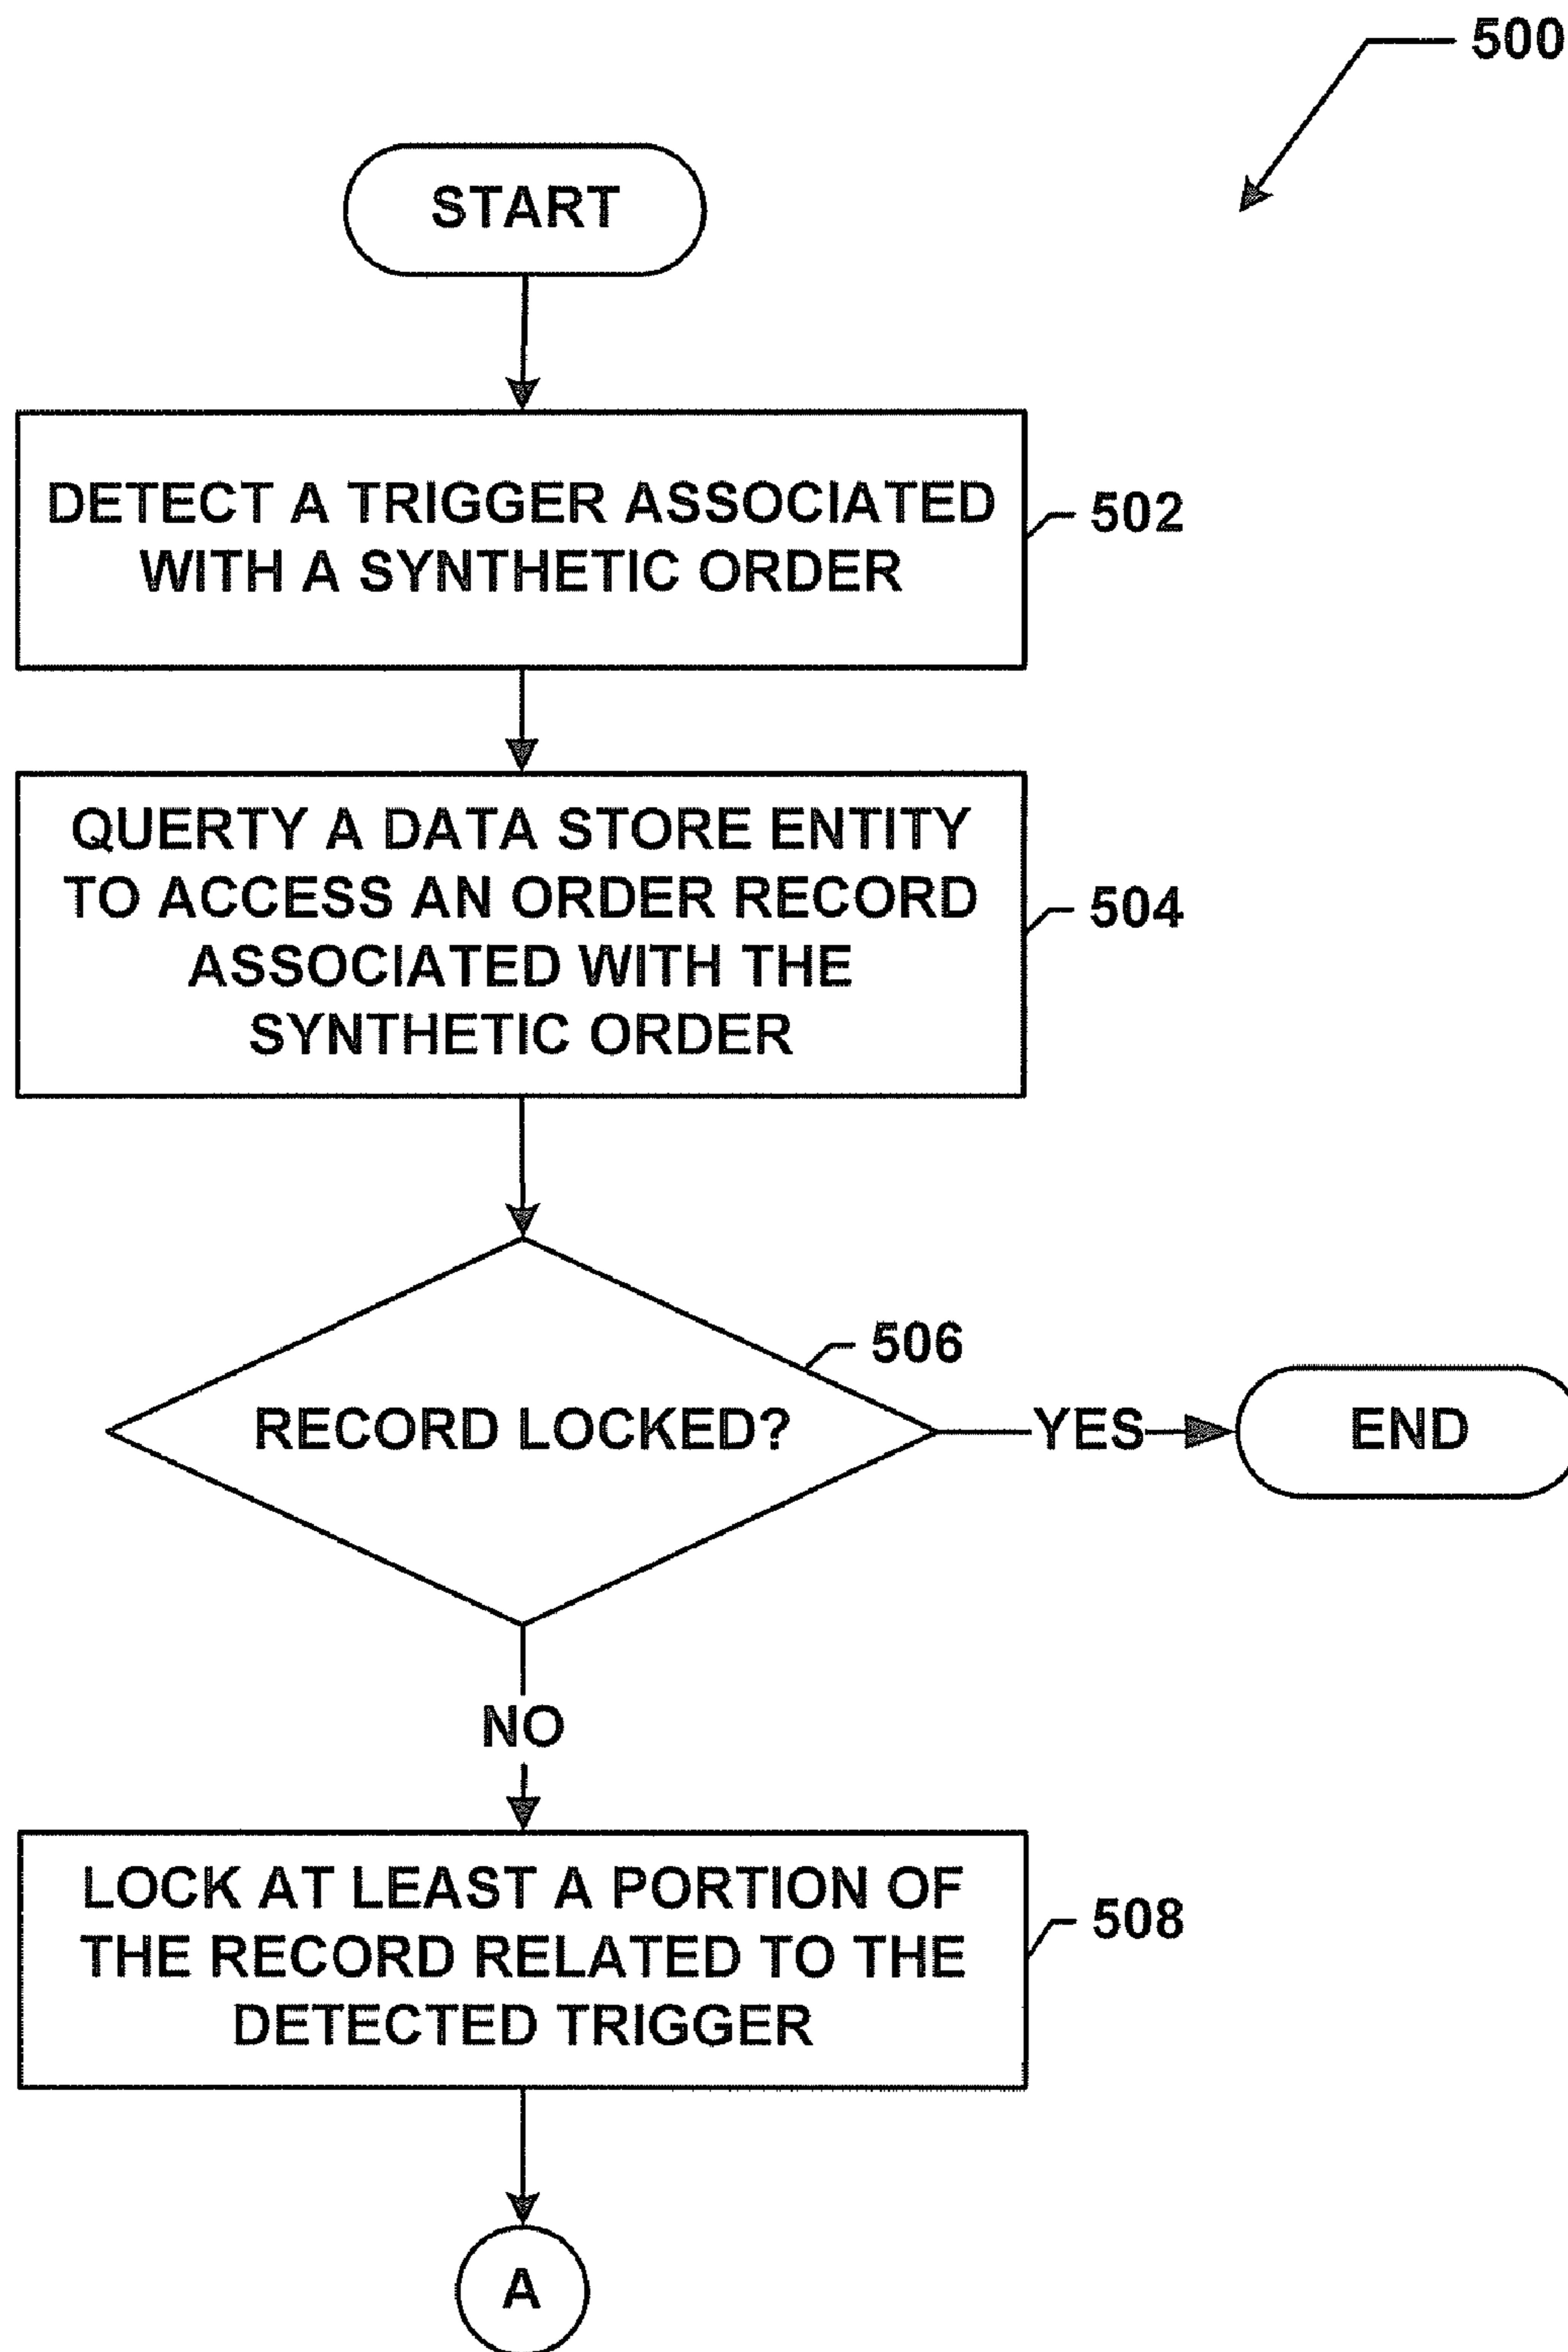 500
START
DETECT A TRIGGER ASSOCIATED
WITH A SYNTHETIC ORDER
502
QUERTY A DATA STORE ENTITY
TO ACCESS AN ORDER RECORD
ASSOCIATED WITH THE
SYNTHETIC ORDER
504
506
RECORD LOCKED?
YES
END
NO
LOCK AT LEAST A PORTION OF
THE RECORD RELATED TO THE
DETECTED TRIGGER
508
A